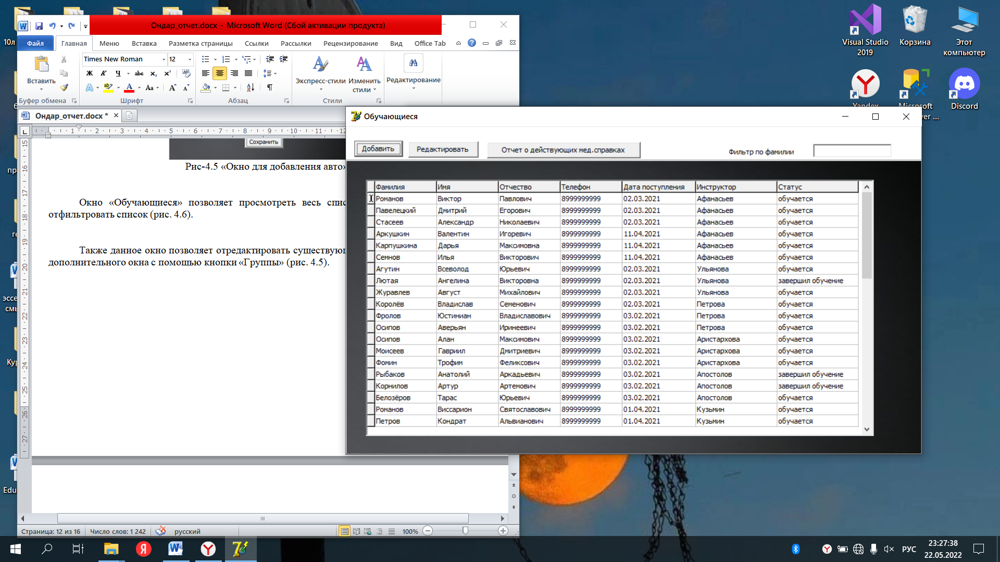 Ондар_отчет.docx - Microsoft Word (Сбой активации продукта)
Файл Главная Меню Вставка Разметка страницы Ссылки Рассылки Рецензирование Вид Office Tab
Times New Roman 12
Вставить
Экспресс-стили Изменить стили
Редактирование
Буфер обмена Шрифт Абзац Стили
Ондар_отчет.docx *
Сохранить
Рис-4.5 «Окно для добавления авто»
Окно «Обучающиеся» позволяет просмотреть весь
отфильтровать список (рис. 4.6).
Также данное окно позволяет отредактировать
дополнительного окна с помощью кнопки «Группы» (рис. 4.5).
Страница: 12 из 16 Число слов: 1 242 русский 100%
Обучающиеся
Добавить Редактировать Отчет о действующих мед.справках Фильтр по фамилии
Фамилия Имя Отчество Телефон Дата поступления Инструктор Статус
Романов Виктор Павлович 8999999999 02.03.2021 Афанасьев обучается
Павелецкий Дмитрий Егорович 8999999999 02.03.2021 Афанасьев обучается
Стасеев Александр Николаевич 8999999999 02.03.2021 Афанасьев обучается
Аркушкин Валентин Игоревич 8999999999 11.04.2021 Афанасьев обучается
Карпушкина Дарья Максимовна 8999999999 11.04.2021 Афанасьев обучается
Семнов Илья Викторович 8999999999 11.04.2021 Афанасьев обучается
Агутин Всеволод Юрьевич 8999999999 02.03.2021 Ульянова обучается
Лютая Ангелина Викторовна 8999999999 02.03.2021 Ульянова завершил обучение
Журавлев Август Михайлович 8999999999 02.03.2021 Ульянова обучается
Королёв Владислав Семенович 8999999999 02.03.2021 Петрова обучается
Фролов Юстиниан Владиславович 8999999999 03.02.2021 Петрова обучается
Осипов Аверьян Иринеевич 8999999999 03.02.2021 Петрова обучается
Осипов Алан Максимович 8999999999 03.02.2021 Аристархова обучается
Моисеев Гавриил Дмитриевич 8999999999 03.02.2021 Аристархова обучается
Фомин Трофим Феликсович 8999999999 03.02.2021 Аристархова обучается
Рыбаков Анатолий Аркадьевич 8999999999 03.02.2021 Апостолов завершил обучение
Корнилов Артур Артемович 8999999999 03.02.2021 Апостолов завершил обучение
Белозёров Тарас Юрьевич 8999999999 03.02.2021 Апостолов обучается
Романов Виссарион Святославович 8999999999 01.04.2021 Кузьмин обучается
Петров Кондрат Альвианович 8999999999 01.04.2021 Кузьмин обучается
Visual Studio 2019
Корзина
Этот компьютер
Discord
РУС
23:27:38
22.05.2022